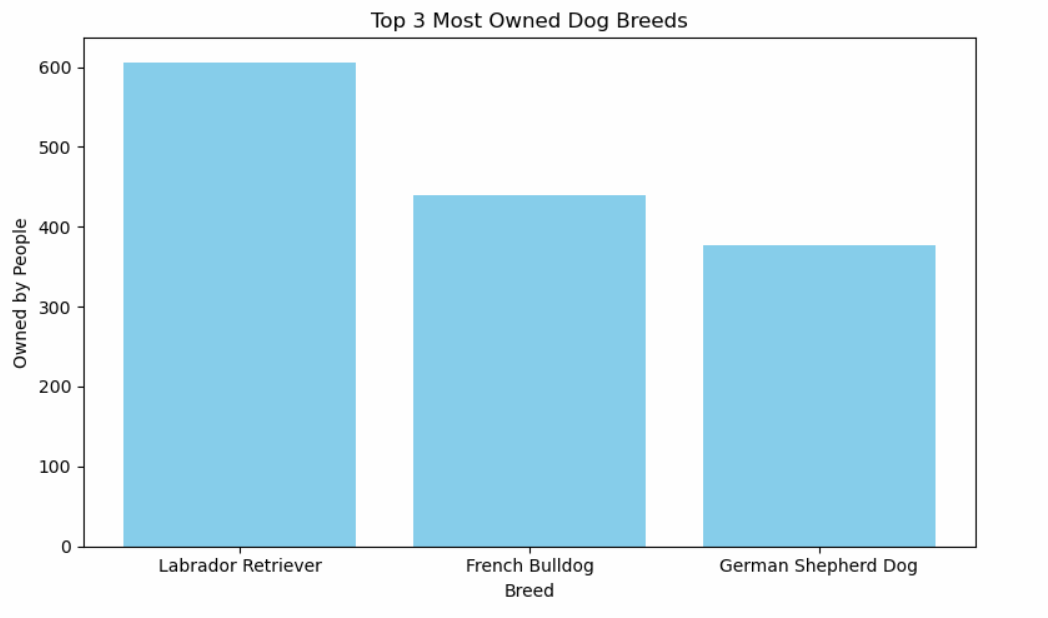 Top 3 Most Owned Dog Breeds
Owned by People
600
500
400
300
200
100
0
Labrador Retriever French Bulldog German Shepherd Dog
Breed